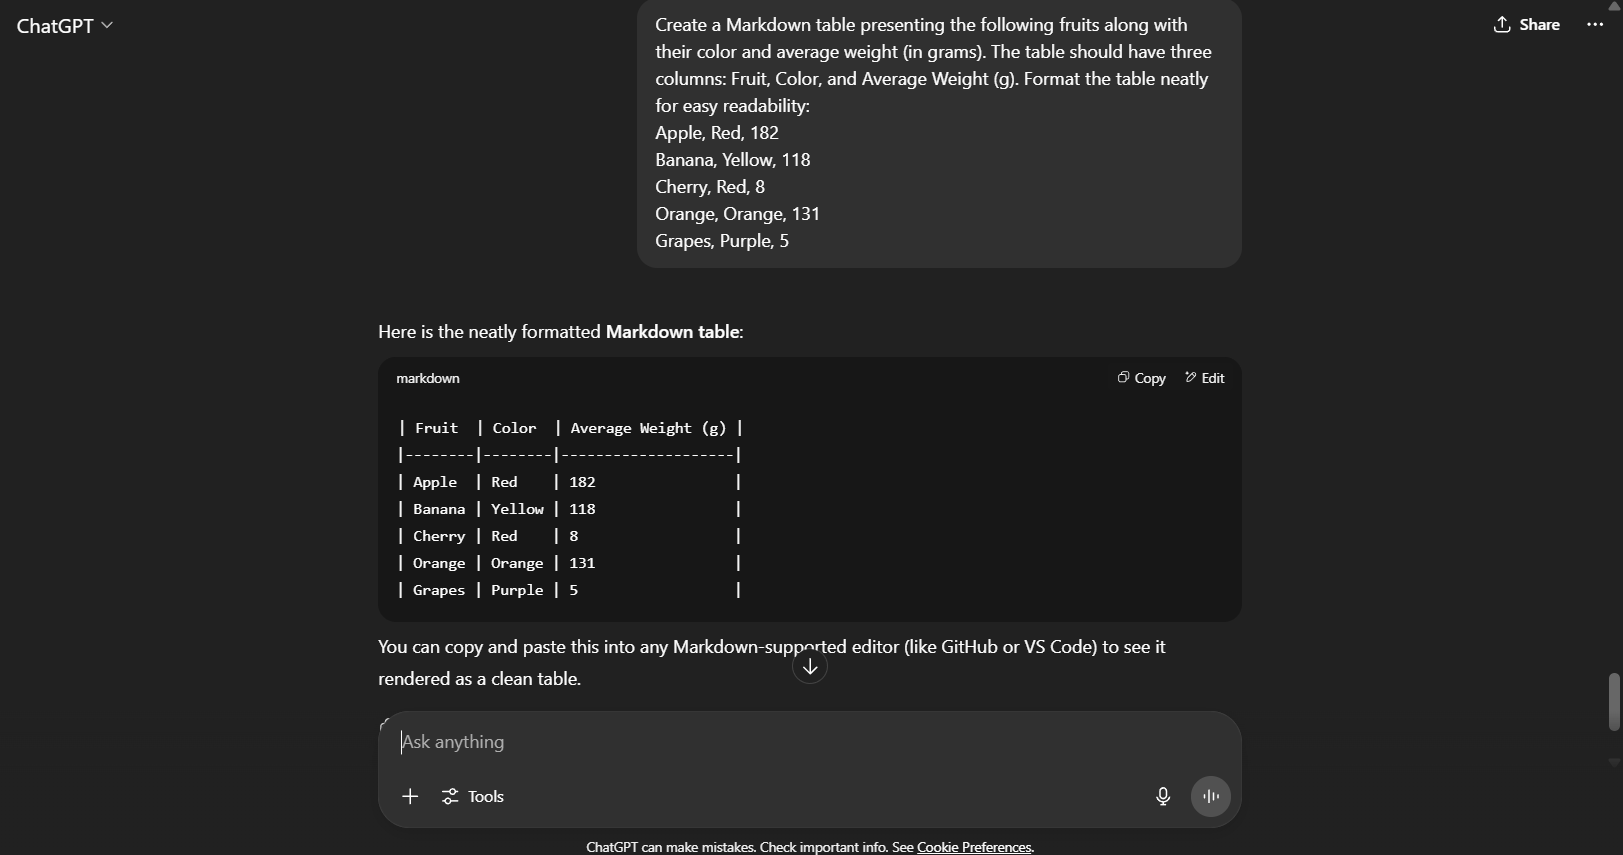 ChatGPT
Share
Create a Markdown table presenting the following fruits along with
their color and average weight (in grams). The table should have three
columns: Fruit, Color, and Average Weight (g). Format the table neatly
for easy readability:
Apple, Red, 182
Banana, Yellow, 118
Cherry, Red, 8
Orange, Orange, 131
Grapes, Purple, 5
Here is the neatly formatted Markdown table:
markdown
Copy
Edit
| Fruit  | Color  | Average Weight (g) |
|--------|--------|--------------------|
| Apple  | Red    | 182                |
| Banana | Yellow | 118                |
| Cherry | Red    | 8                  |
| Orange | Orange | 131                |
| Grapes | Purple | 5                  |
You can copy and paste this into any Markdown-supported editor (like GitHub or VS Code) to see it
rendered as a clean table.
Ask anything
Tools
ChatGPT can make mistakes. Check important info. See Cookie Preferences.